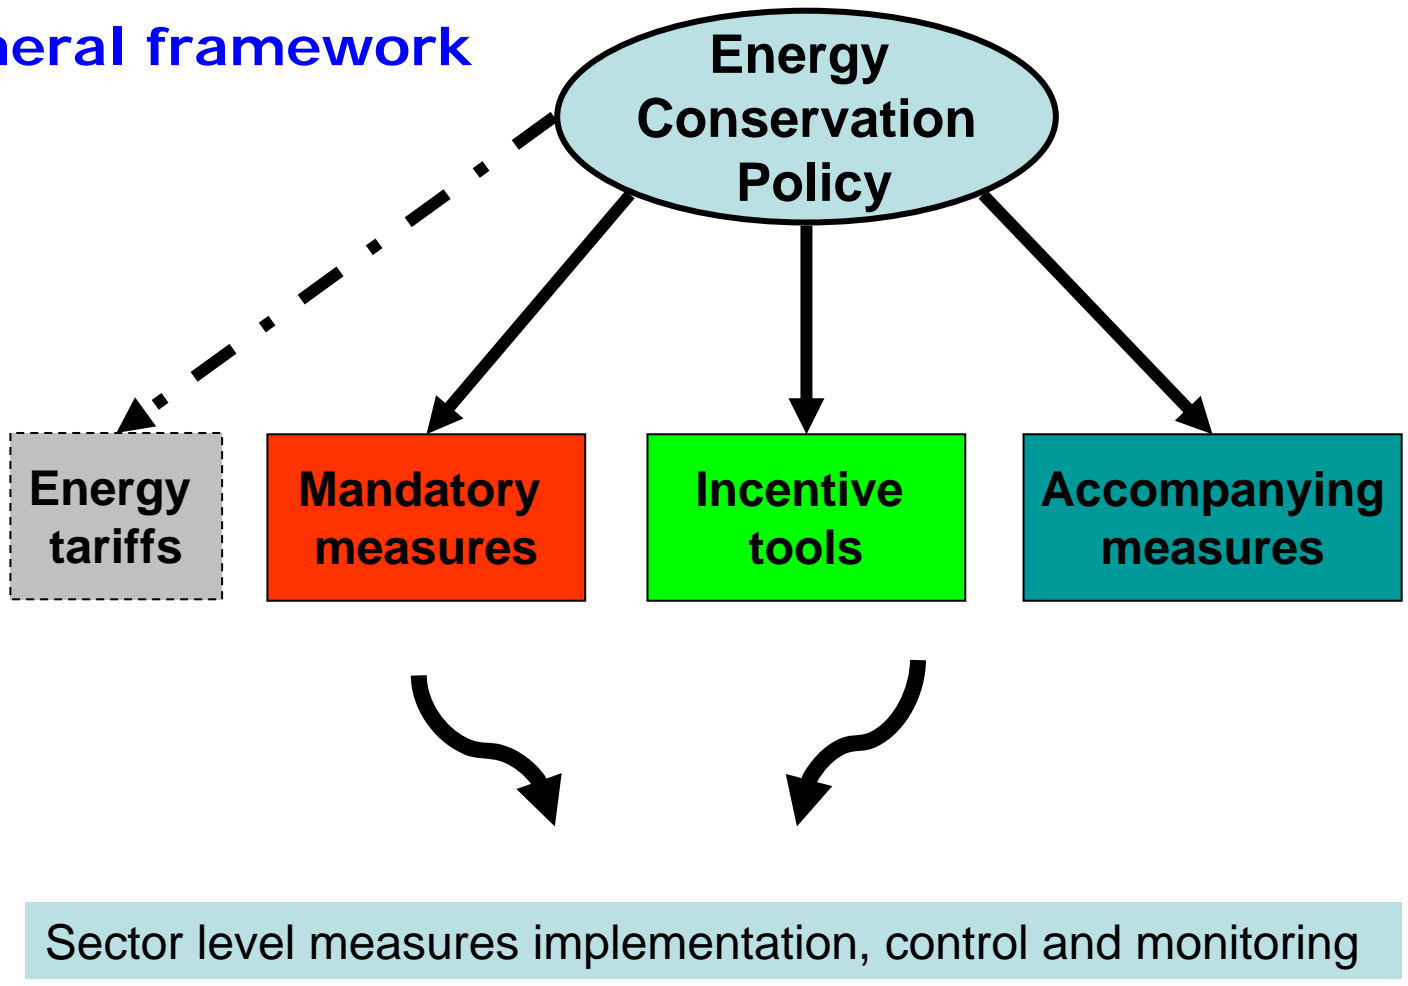 neral framework
Energy
Conservation
Policy
Energy
tariffs
Mandatory
measures
Incentive
tools
Accompanying
measures
Sector level measures implementation, control and monitoring